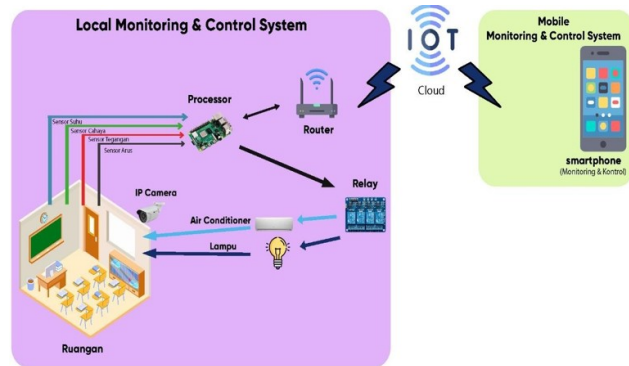 Local Monitoring & Control System
IOT
Cloud
Mobile
Monitoring & Control System
smartphone
(Monitoring & Kontrol)
Processor
Router
Sensor Suhu
Sensor Cahaya
Sensor Tegangan
Sensor Arus
IP Camera
Relay
Air Conditioner
Lampu
Ruangan